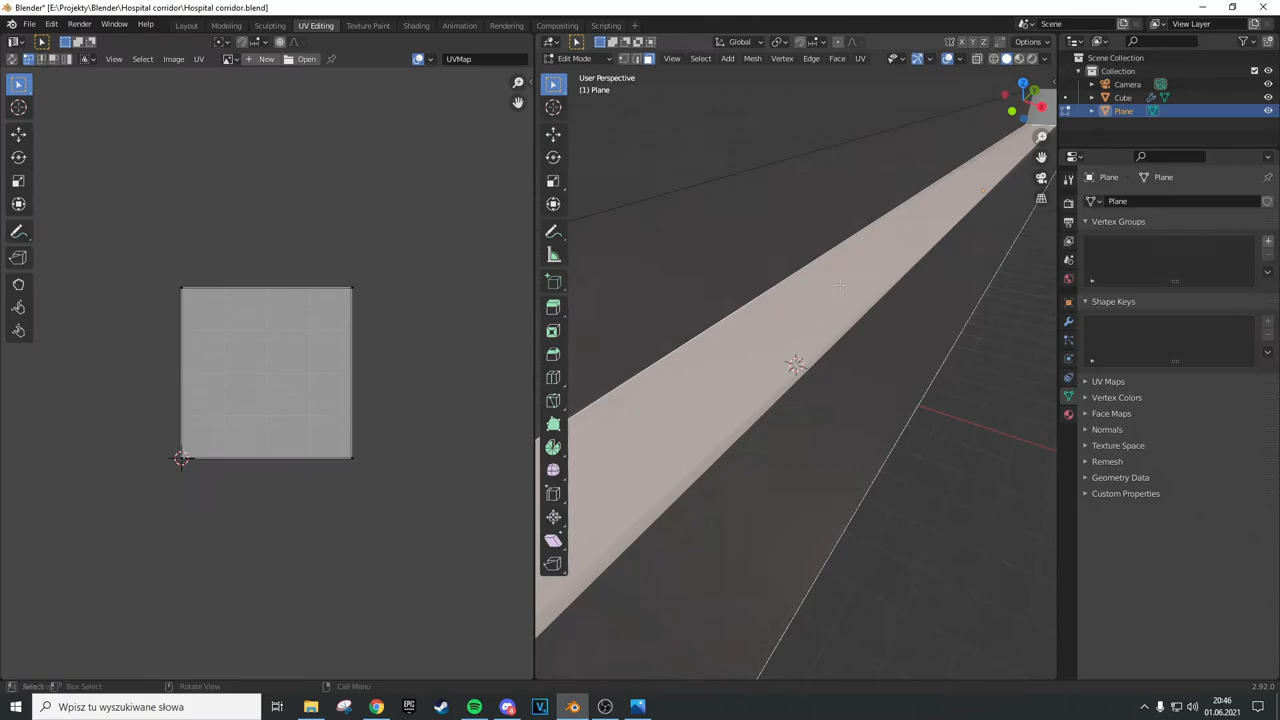 Blender* [E:\Projekty\Blender\Hospital corridor\Hospital corridor.blend]
File Edit Render Window Help Layout Modeling Sculpting UV Editing Texture Paint Shading Animation Rendering Compositing Scripting + Scene View Layer
New Open UVMap Global Options
View Select Image UV Edit Mode View Select Add Mesh Vertex Edge Face UV
User Perspective
(1) Plane
X Y Z
Z
X
Scene Collection
Collection
Camera
Cube
Plane
Plane Plane
Plane
Vertex Groups
Shape Keys
UV Maps
Vertex Colors
Face Maps
Normals
Texture Space
Remesh
Geometry Data
Custom Properties
Select Box Select Rotate View Call Menu 2.92.0
Wpisz tu wyszukiwane słowa
20:46
01.06.2021